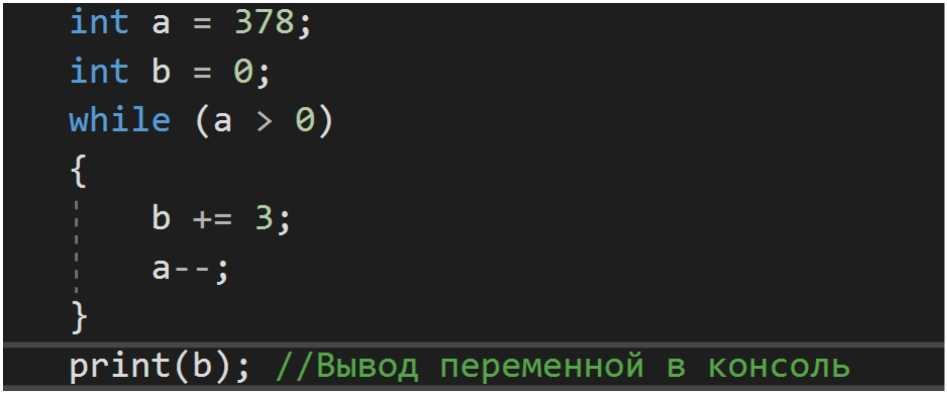 int a = 378;
int b = 0;
while (a > 0)
{
b += 3;
a--;
}
print(b); //Вывод переменной в консоль